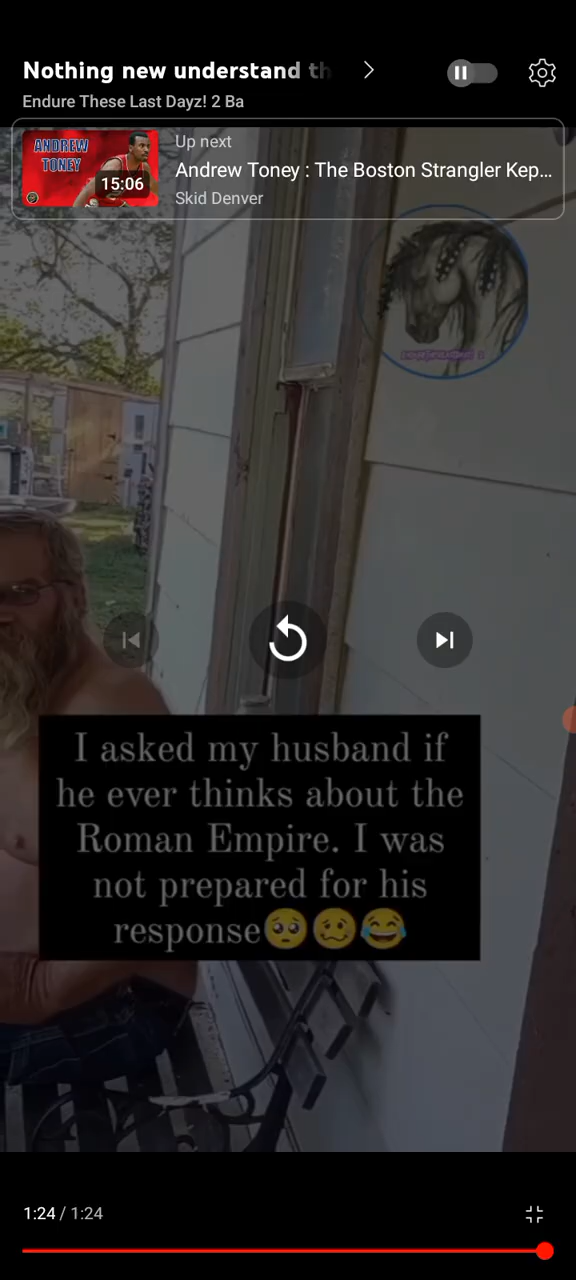 Nothing new understand th
Endure These Last Dayz! 2 Ba
ANDREW
TONEY
15:06
Up next
Andrew Toney : The Boston Strangler Kep...
Skid Denver
I asked my husband if
he ever thinks about the
Roman Empire. I was
not prepared for his
response🥺🥴😂
1:24 / 1:24